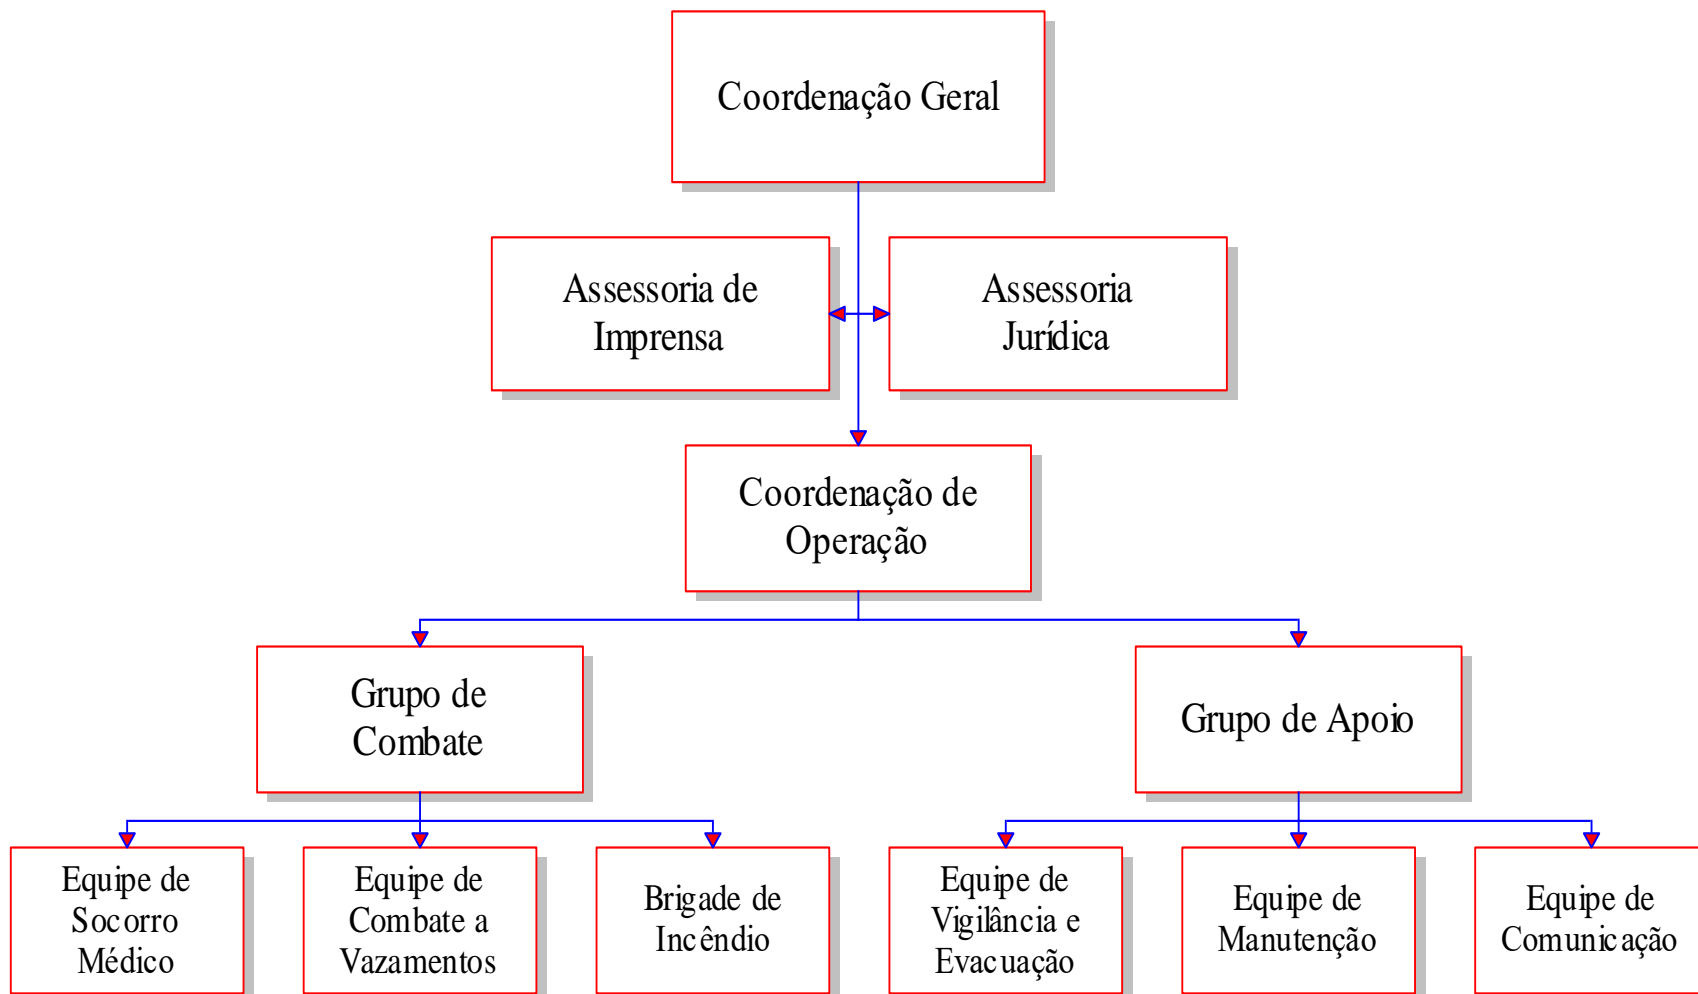 Coordenação Geral
Assessoria de
Imprensa
Assessoria
Jurídica
Coordenação de
Operação
Grupo de
Combate
Grupo de Apoio
Equipe de
Socorro
Médico
Equipe de
Combate a
Vazamentos
Brigade de
Incêndio
Equipe de
Vigilância e
Evacuação
Equipe de
Manutenção
Equipe de
Comunicação